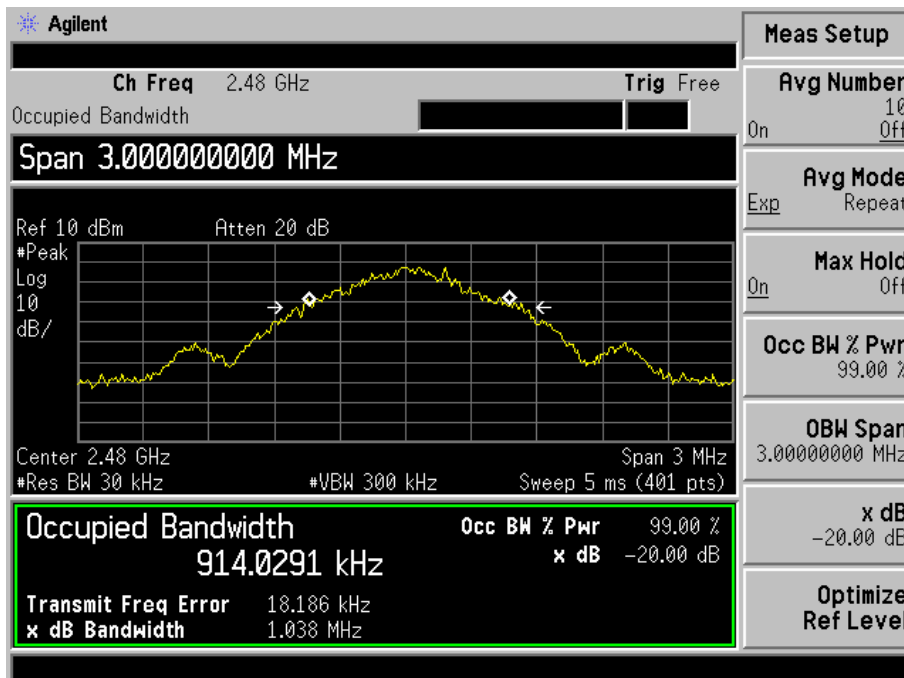 Agilent
Ch Freq 2.48 GHz Trig Free
Occupied Bandwidth
Span 3.000000000 MHz
Ref 10 dBm Atten 20 dB
#Peak
Log
10
dB/
Center 2.48 GHz Span 3 MHz
#Res BW 30 kHz #VBW 300 kHz Sweep 5 ms (401 pts)
Occupied Bandwidth Occ BW % Pwr 99.00 %
914.0291 kHz x dB -20.00 dB
Transmit Freq Error 18.186 kHz
x dB Bandwidth 1.038 MHz
Meas Setup
Avg Number
10
On Off
Avg Mode
Exp Repeat
Max Hold
On Off
Occ BW % Pwr
99.00 %
OBW Span
3.00000000 MHz
x dB
-20.00 dB
Optimize
Ref Level